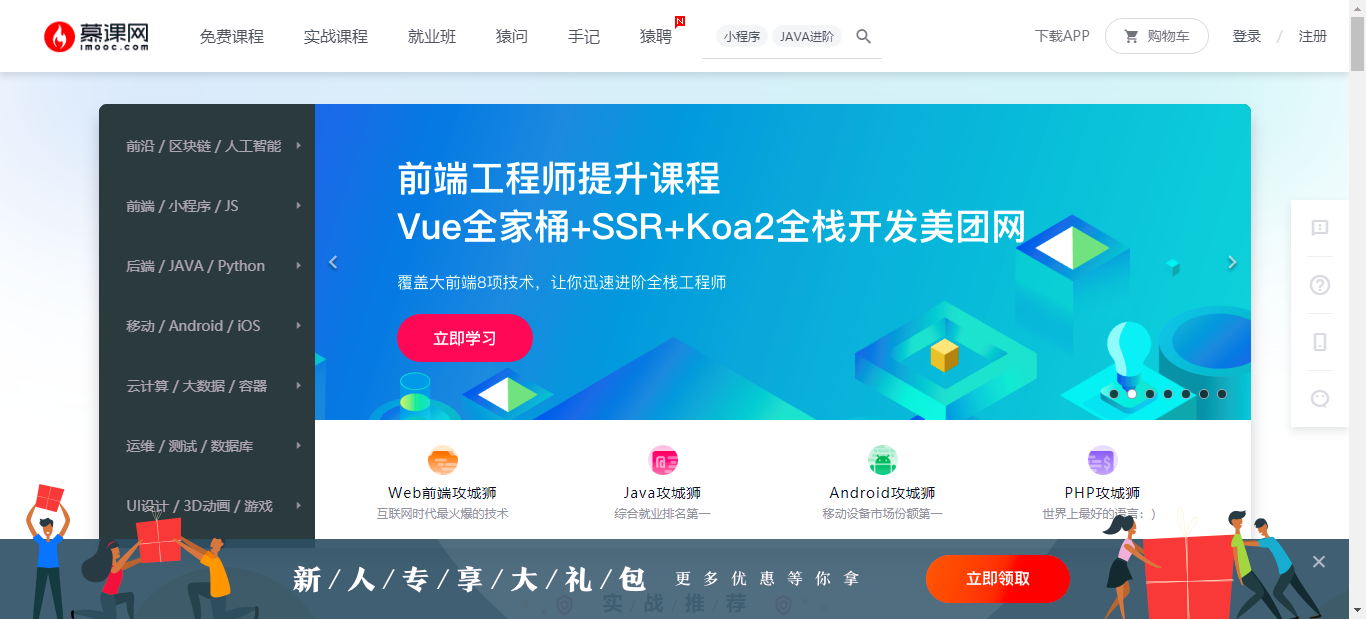 慕课网
imooc.com
免费课程
实战课程
就业班
猿问
手记
猿聘
N
小程序
JAVA进阶
下载APP
购物车
登录 / 注册
前沿 / 区块链 / 人工智能
前端 / 小程序 / JS
后端 / JAVA / Python
移动 / Android / iOS
云计算 / 大数据 / 容器
运维 / 测试 / 数据库
UI设计 / 3D动画 / 游戏
前端工程师提升课程
Vue全家桶+SSR+Koa2全栈开发美团网
覆盖大前端8项技术，让你迅速进阶全栈工程师
立即学习
Web前端攻城狮
互联网时代最火爆的技术
Java攻城狮
综合就业排名第一
Android攻城狮
移动设备市场份额第一
PHP攻城狮
世界上最好的语言：）
新/人/专/享/大/礼/包
更多优惠等你拿
立即领取
实/战/推/荐